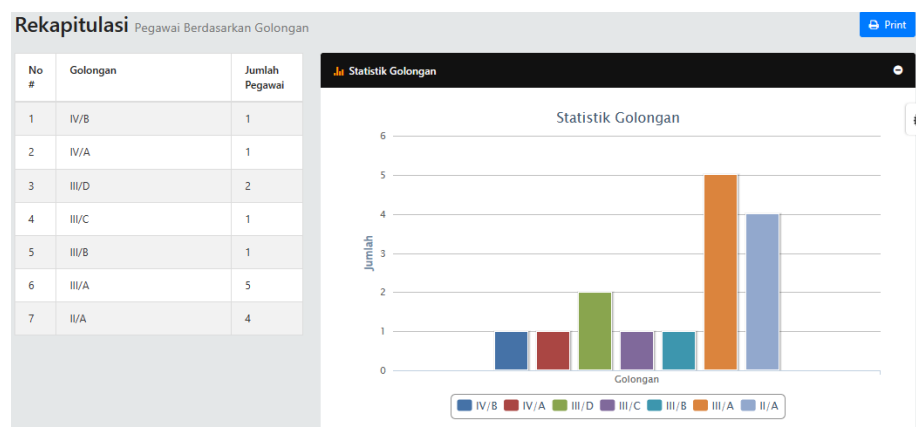 Rekapitulasi Pegawai Berdasarkan Golongan
Print
No # Golongan Jumlah Pegawai
1 IV/B 1
2 IV/A 1
3 III/D 2
4 III/C 1
5 III/B 1
6 III/A 5
7 II/A 4
Statistik Golongan
Statistik Golongan
6
5
4
3
2
1
0
Jumlah
Golongan
IV/B IV/A III/D III/C III/B III/A II/A